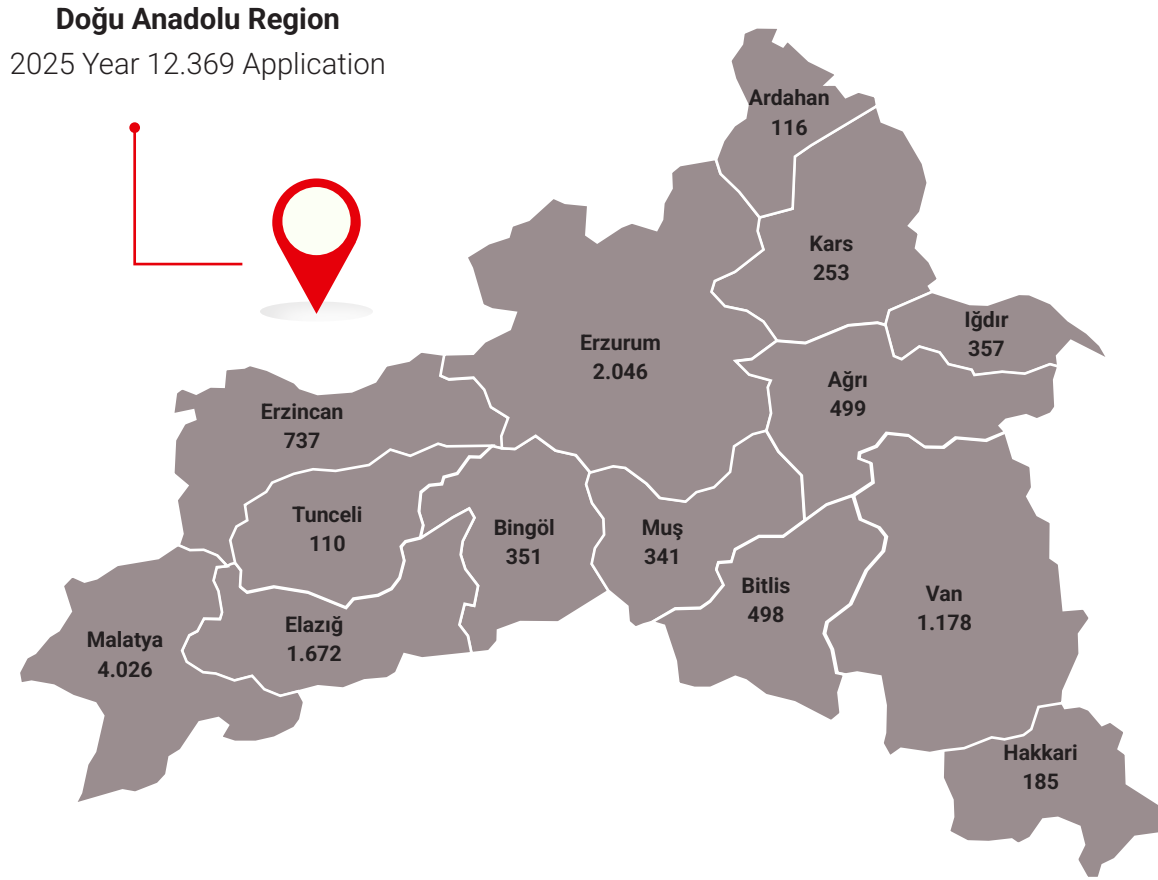 Doğu Anadolu Region
2025 Year 12.369 Application
Ardahan
116
Kars
253
Iğdır
357
Erzurum
2.046
Ağrı
499
Erzincan
737
Tunceli
110
Bingöl
351
Muş
341
Bitlis
498
Van
1.178
Elazığ
1.672
Malatya
4.026
Hakkari
185